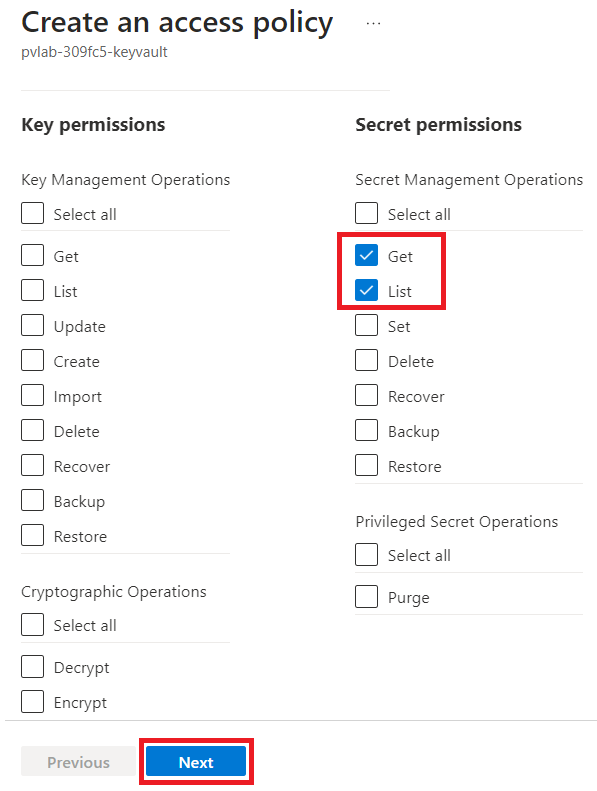 Create an access policy ...
pvlab-309fc5-keyvault
Key permissions
Key Management Operations
Select all
Get
List
Update
Create
Import
Delete
Recover
Backup
Restore
Cryptographic Operations
Select all
Decrypt
Encrypt
Secret permissions
Secret Management Operations
Select all
Get
List
Set
Delete
Recover
Backup
Restore
Privileged Secret Operations
Select all
Purge
Previous
Next